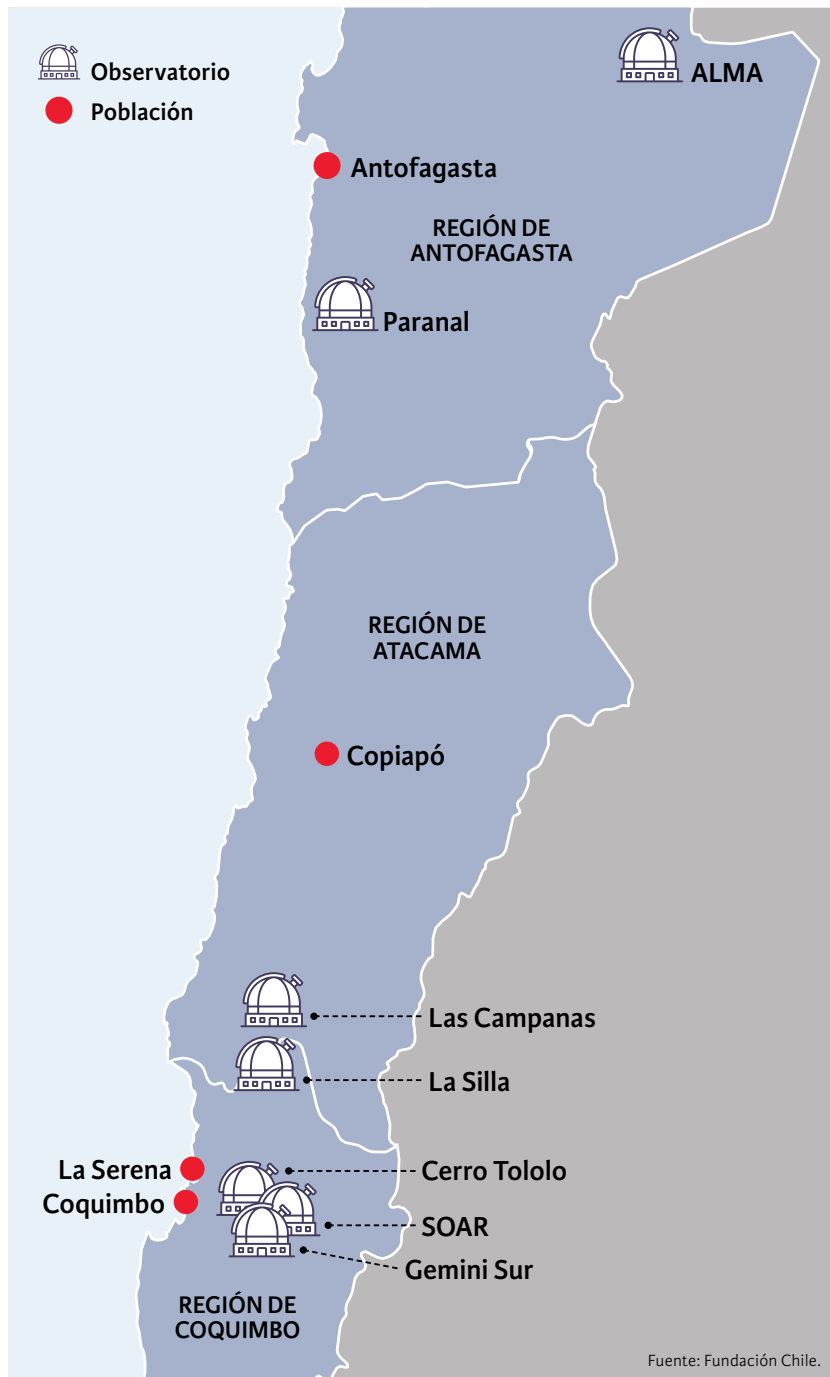 Observatorio
Población
ALMA
Antofagasta
REGIÓN DE
ANTOFAGASTA
Paranal
REGIÓN DE
ATACAMA
Copiapó
Las Campanas
La Silla
La Serena
Coquimbo
Cerro Tololo
SOAR
Gemini Sur
REGIÓN DE
COQUIMBO
Fuente: Fundación Chile.